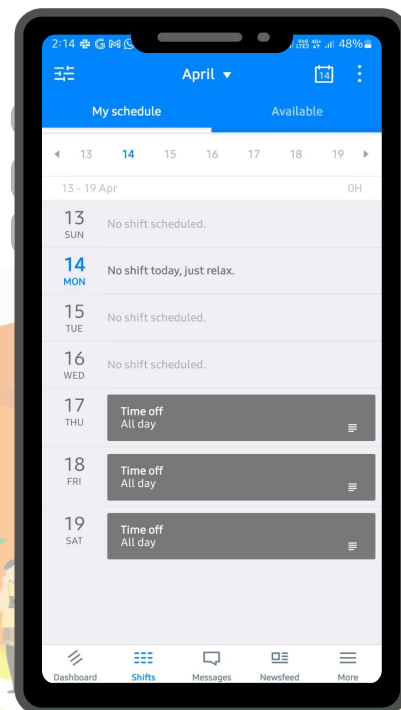 2:14 48%
Vo9 4G+
LTE2
April ▼ 14
My schedule Available
13 14 15 16 17 18 19
13 - 19 Apr 0H
13
SUN
No shift scheduled.
14
MON
No shift today, just relax.
15
TUE
No shift scheduled.
16
WED
No shift scheduled.
17
THU
Time off
All day
18
FRI
Time off
All day
19
SAT
Time off
All day
Dashboard Shifts Messages Newsfeed More